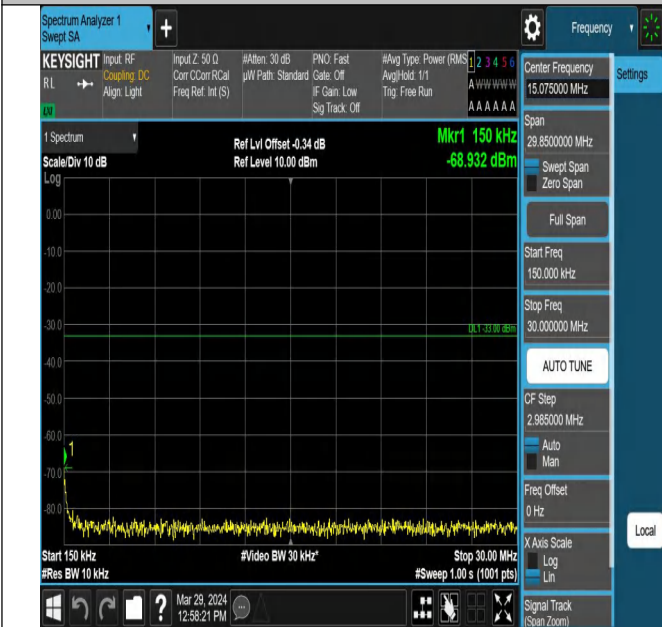 Spectrum Analyzer 1
Swept SA
Frequency
KEYSIGHT
RL
Input: RF
Coupling: DC
Align: Light
Input Z: 50 Ω
Corr CCorr RCal
Freq Ref: Int (S)
#Atten: 30 dB
µW Path: Standard
PNO: Fast
Gate: Off
IF Gain: Low
Sig Track: Off
#Avg Type: Power (RMS
Avg|Hold: 1/1
Trig: Free Run
1 2 3 4 5 6
A W W W W W
A A A A A A
LNI
1 Spectrum
Scale/Div 10 dB
Log
Ref Lvl Offset -0.34 dB
Ref Level 10.00 dBm
Mkr1 150 kHz
-68.932 dBm
0.00
-10.0
-20.0
-30.0
DL1 -33.00 dBm
-40.0
-50.0
-60.0
1
-70.0
-80.0
Start 150 kHz
#Res BW 10 kHz
#Video BW 30 kHz*
Stop 30.00 MHz
#Sweep 1.00 s (1001 pts)
Mar 29, 2024
12:58:21 PM
Center Frequency
15.075000 MHz
Settings
Span
29.8500000 MHz
Swept Span
Zero Span
Full Span
Start Freq
150.000 kHz
Stop Freq
30.000000 MHz
AUTO TUNE
CF Step
2.985000 MHz
Auto
Man
Freq Offset
0 Hz
X Axis Scale
Log
Lin
Local
Signal Track
(Span Zoom)